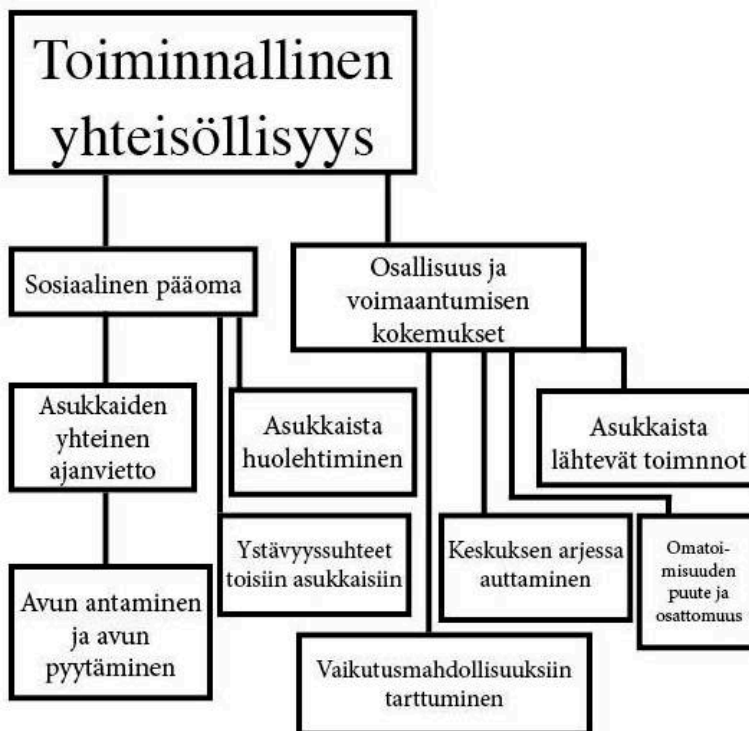 Toiminnallinen
yhteisöllisyys
Sosiaalinen pääoma
Osallisuus ja
voimaantumisen
kokemukset
Asukkaiden
yhteinen
ajanvietto
Asukkaista
huolehtiminen
Asukkaista
lähtevät toimnnot
Ystävyyssuhteet
toisiin asukkaisiin
Keskuksen arjessa
auttaminen
Omatoi-
misuuden
puute ja
osattomuus
Avun antaminen
ja avun
pyytäminen
Vaikutusmahdollisuuksiin
tarttuminen